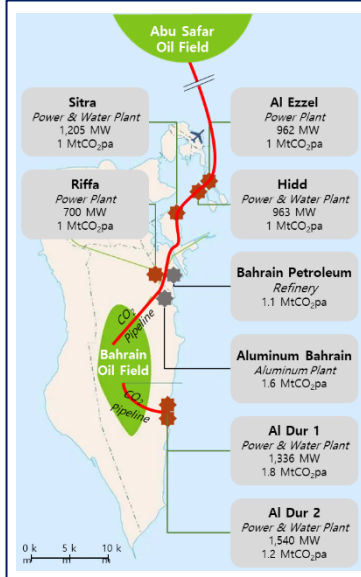 Abu Safar
Oil Field
Sitra
Power & Water Plant
1,205 MW
1 MtCO₂pa
Al Ezzel
Power Plant
962 MW
1 MtCO₂pa
Riffa
Power Plant
700 MW
1 MtCO₂pa
Hidd
Power & Water Plant
963 MW
1 MtCO₂pa
Bahrain Petroleum
Refinery
1.1 MtCO₂pa
CO₂
Pipeline
Bahrain
Oil Field
Aluminum Bahrain
Aluminum Plant
1.6 MtCO₂pa
CO₂
Pipeline
Al Dur 1
Power & Water Plant
1,336 MW
1.8 MtCO₂pa
Al Dur 2
Power & Water Plant
1,540 MW
1.2 MtCO₂pa
0 k 5 k 10 k
m m m